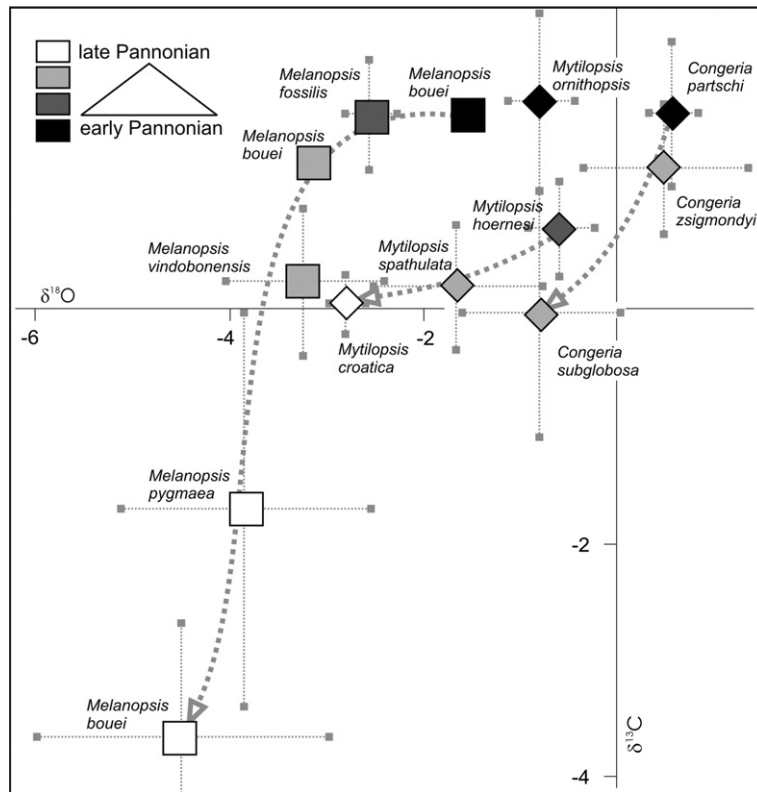 late Pannonian
early Pannonian
Melanopsis
fossilis
Melanopsis
bouei
Mytilopsis
ornithopsis
Congeria
partschi
Melanopsis
bouei
Mytilopsis
hoernesi
Congeria
zsigmondyi
Melanopsis
vindobonensis
Mytilopsis
spathulata
δ18O
-6
-4
-2
Mytilopsis
croatica
Congeria
subglobosa
Melanopsis
pygmaea
-2
Melanopsis
bouei
δ13C
-4